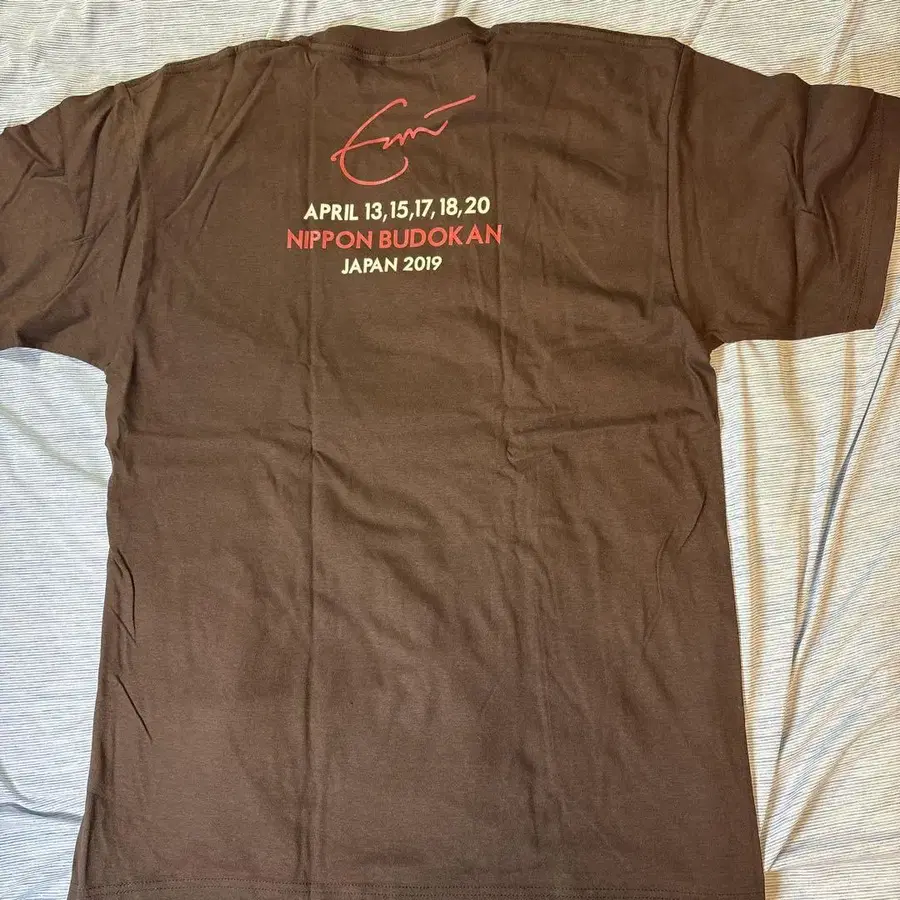 APRIL 13,15,17,18,20
NIPPON BUDOKAN
JAPAN 2019